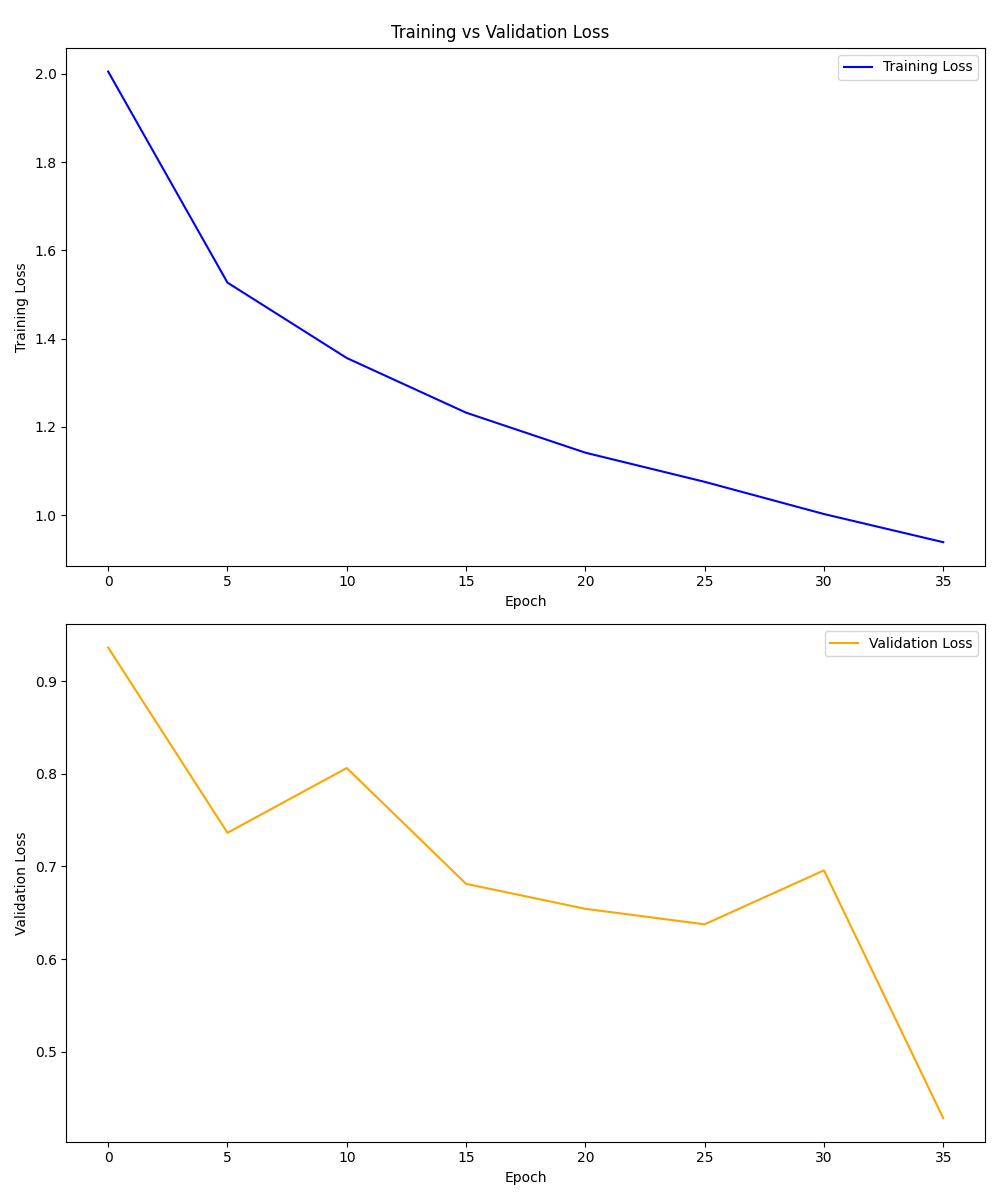 Training vs Validation Loss
Training Loss
2.0
1.8
1.6
1.4
1.2
1.0
Training Loss
0 5 10 15 20 25 30 35
Epoch
Validation Loss
0.9
0.8
0.7
0.6
0.5
Validation Loss
0 5 10 15 20 25 30 35
Epoch